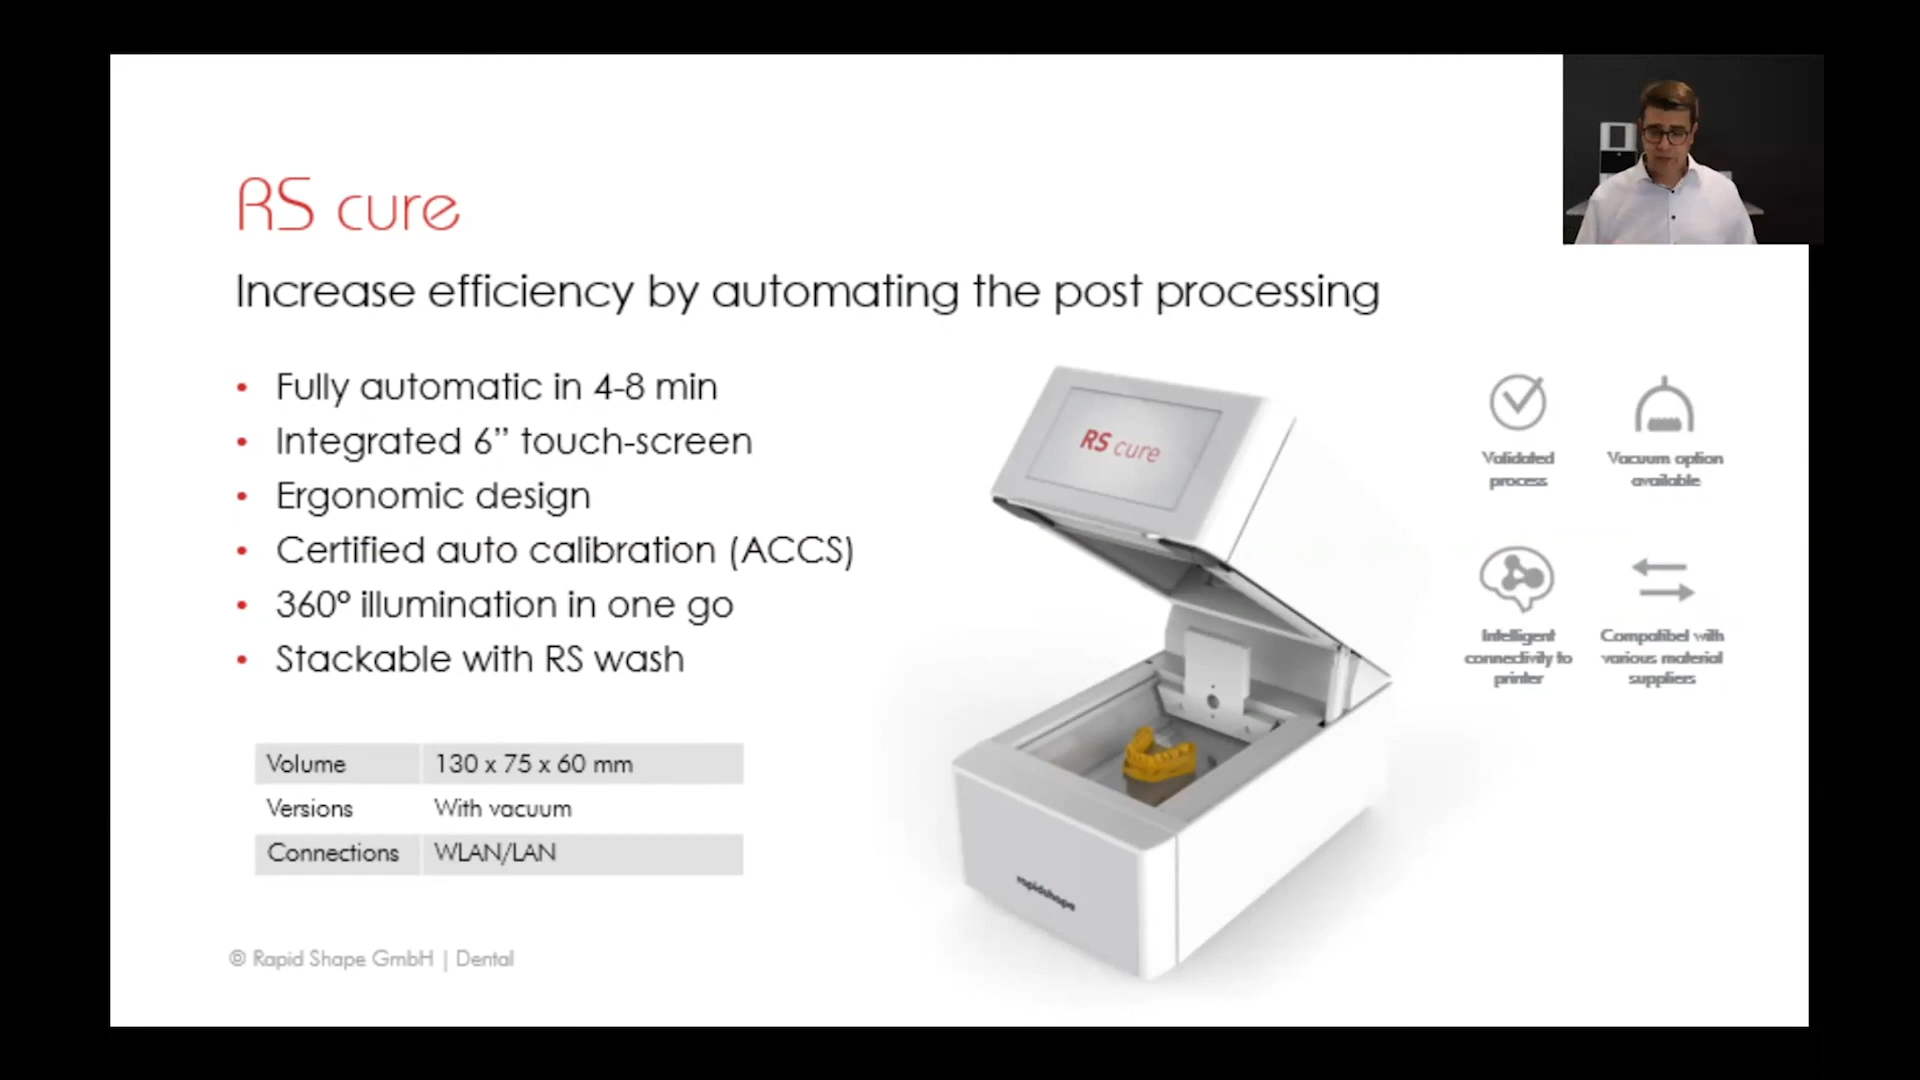 RS cure
Increase efficiency by automating the post processing
• Fully automatic in 4-8 min
• Integrated 6” touch-screen
• Ergonomic design
• Certified auto calibration (ACCS)
• 360° illumination in one go
• Stackable with RS wash
Volume 130 x 75 x 60 mm
Versions With vacuum
Connections WLAN/LAN
RS cure
rapidshape
Validated
process
Vacuum option
available
Intelligent
connectivity to
printer
Compatibel with
various material
suppliers
© Rapid Shape GmbH | Dental